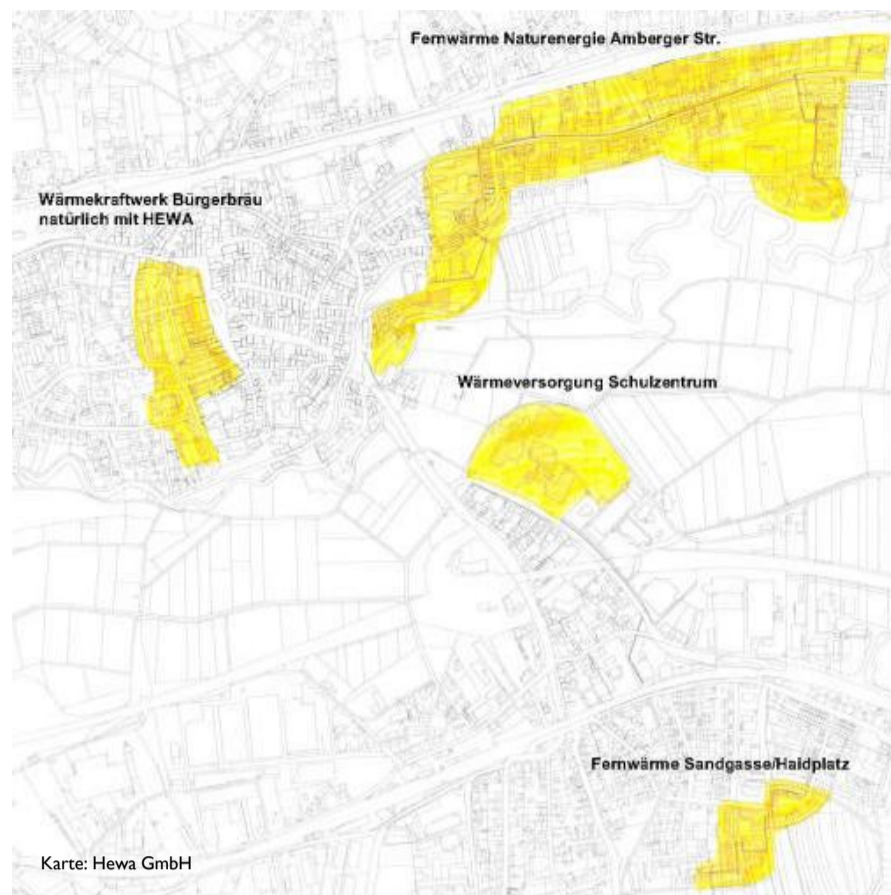 Fernwärme Naturenergie Amberger Str.
Wärmekraftwerk Bürgerbräu
natürlich mit HEWA
Wärmeversorgung Schulzentrum
Fernwärme Sandgasse/Haidplatz
Karte: Hewa GmbH